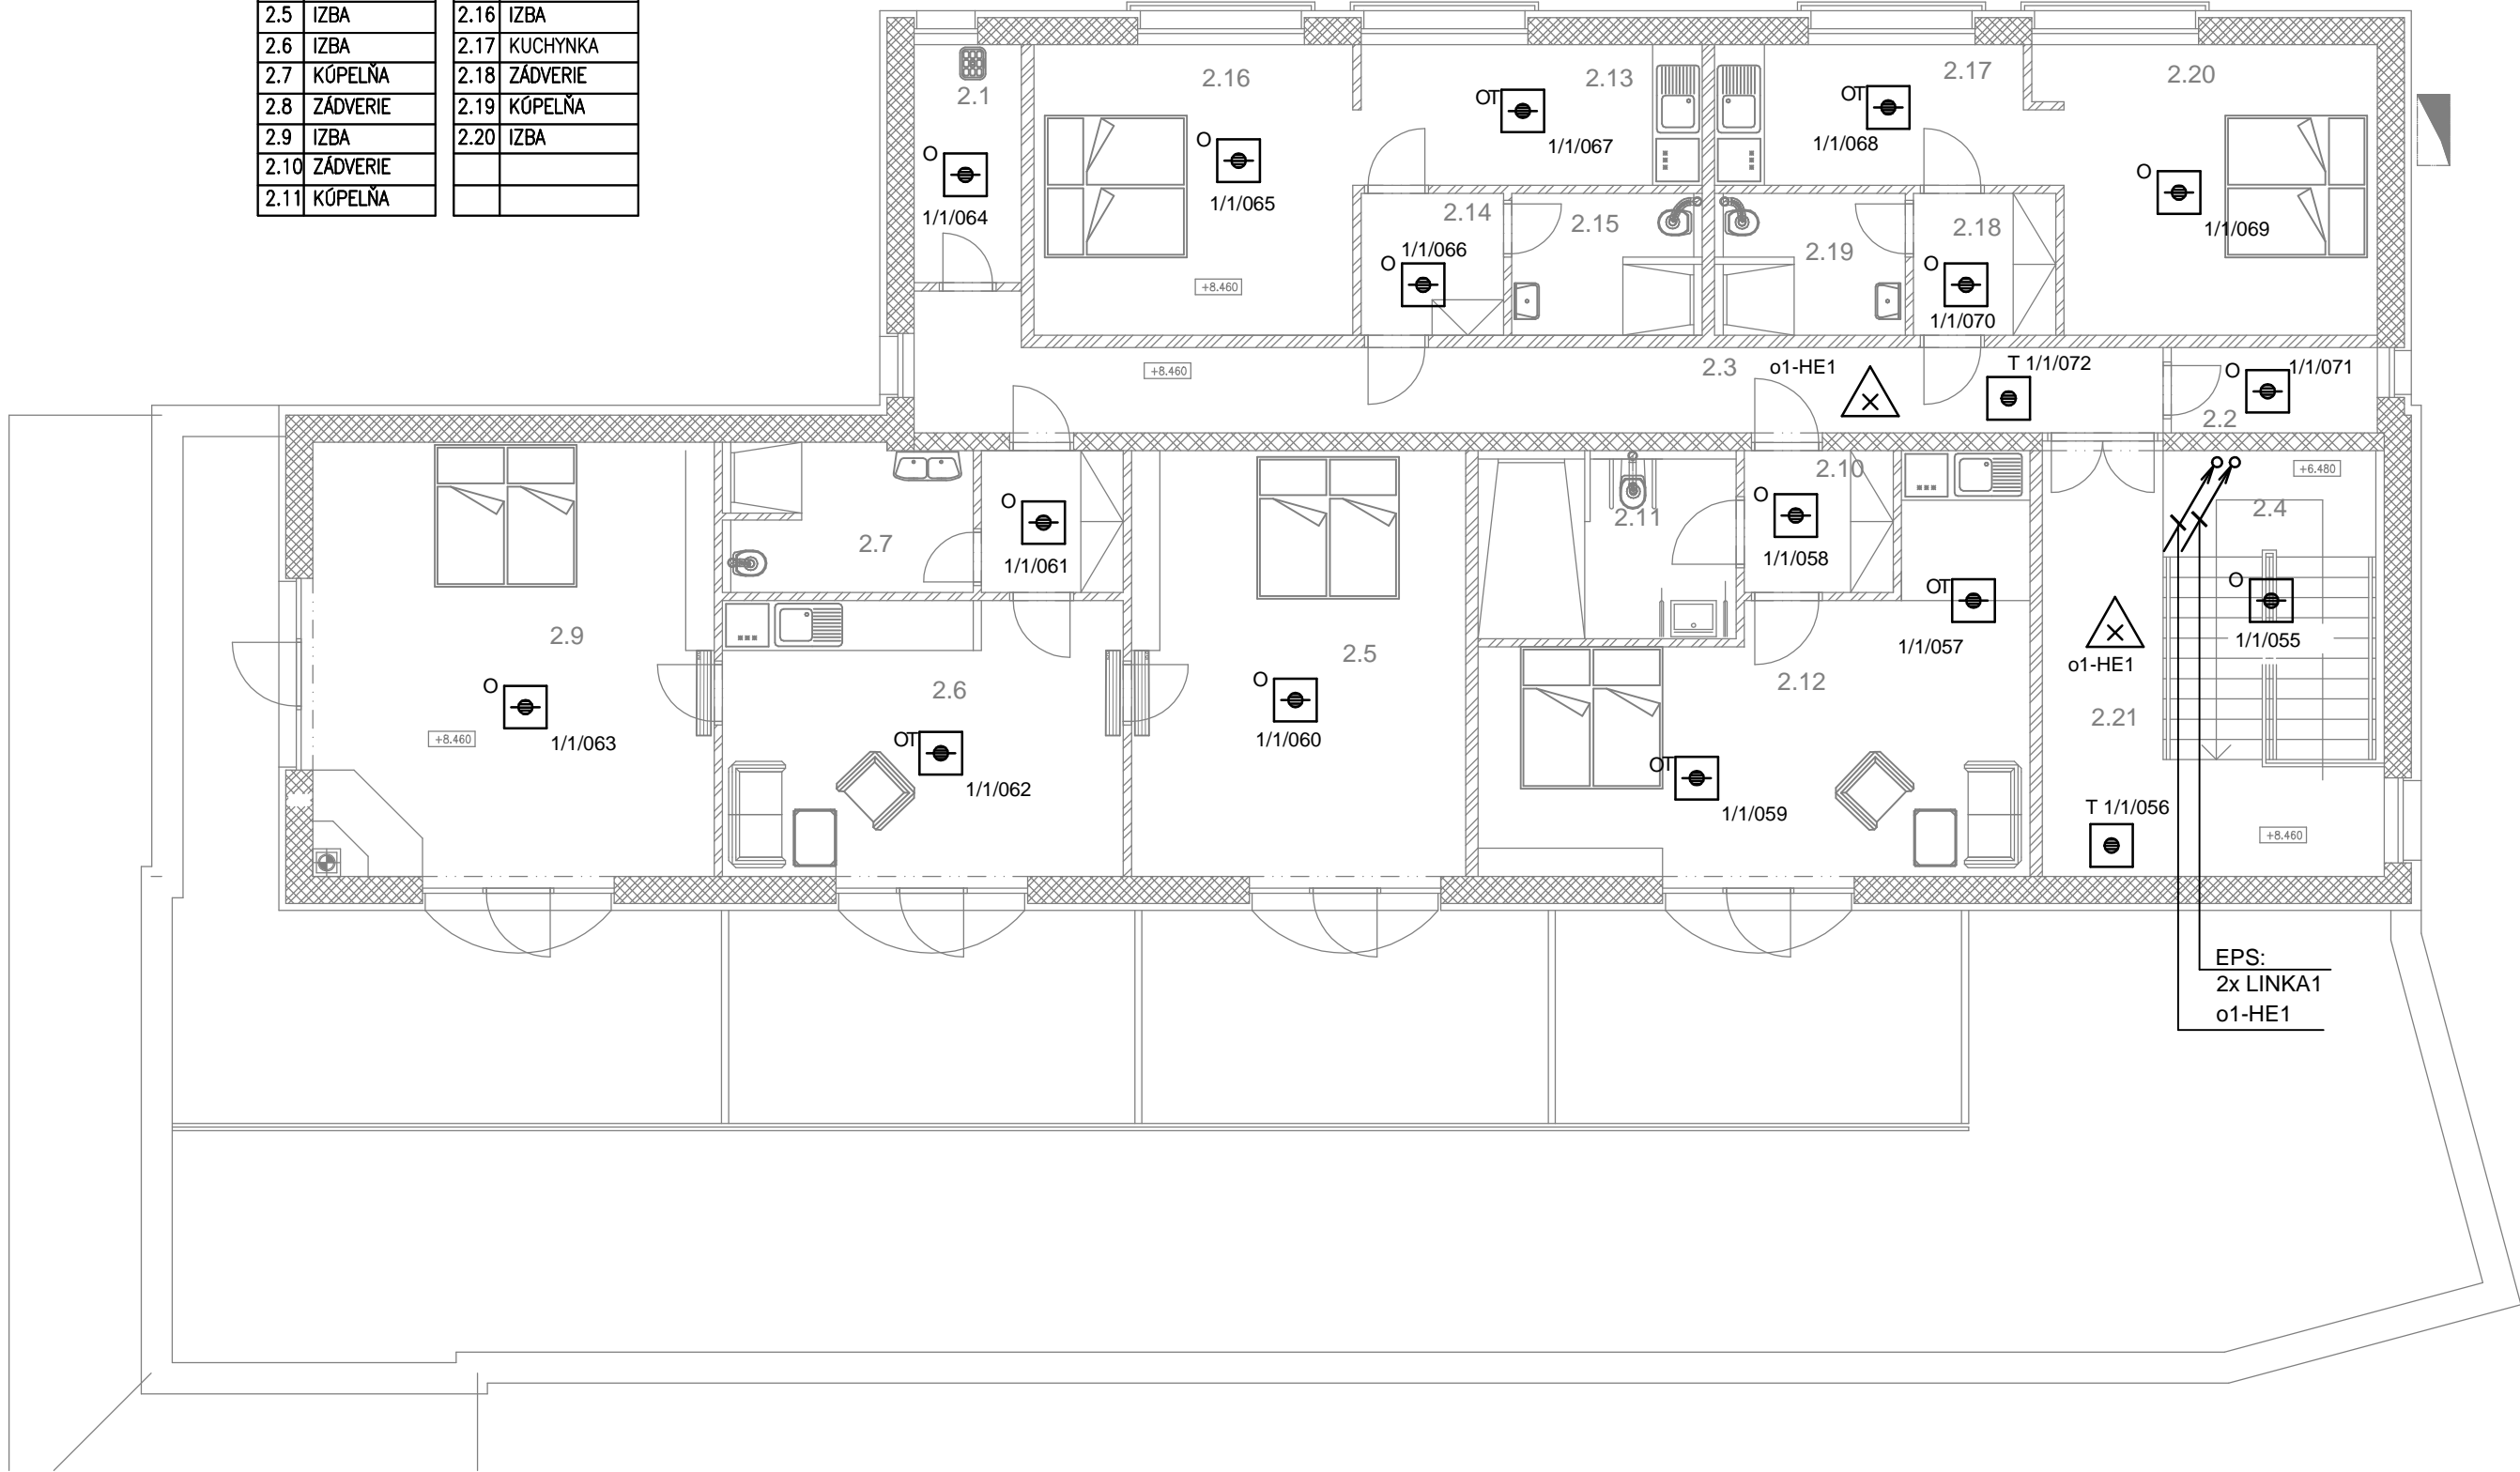 2.5 IZBA
2.6 IZBA
2.7 KÚPELŇA
2.8 ZÁDVERIE
2.9 IZBA
2.10 ZÁDVERIE
2.11 KÚPELŇA
2.16 IZBA
2.17 KUCHYNKA
2.18 ZÁDVERIE
2.19 KÚPELŇA
2.20 IZBA
2.1
O
1/1/064
2.16
O
1/1/065
+8.460
2.13
OT
1/1/067
2.14
1/1/066
O
2.15
2.17
OT
1/1/068
2.18
O
1/1/070
2.19
2.20
O
1/1/069
+8.460
2.3
o1-HE1
T 1/1/072
O
1/1/071
2.2
2.9
O
1/1/063
+8.460
2.7
O
1/1/061
2.6
OT
1/1/062
2.5
O
1/1/060
2.11
2.10
O
1/1/058
OT
1/1/057
2.12
OT
1/1/059
+6.480
2.4
O
1/1/055
o1-HE1
2.21
T 1/1/056
+8.460
EPS:
2x LINKA1
o1-HE1